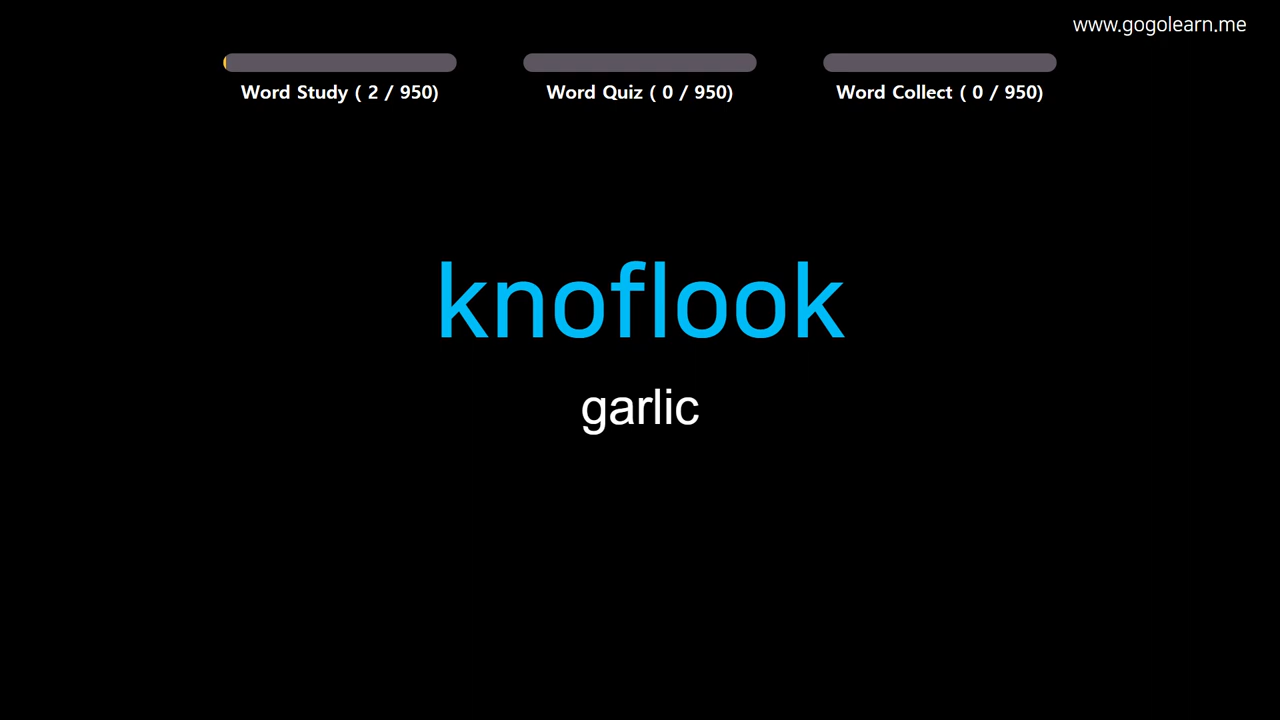 www.gogolearn.me
Word Study ( 2 / 950)
Word Quiz ( 0 / 950)
Word Collect ( 0 / 950)
knoflook
garlic